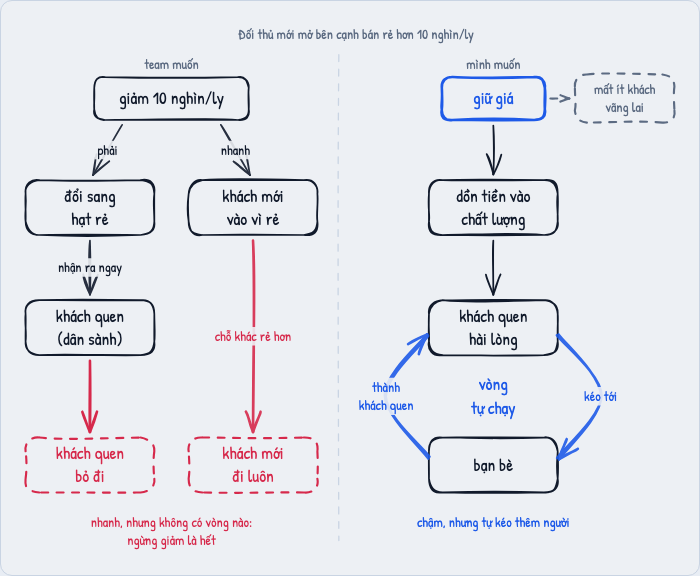 Đối thủ mới mở bên cạnh bán rẻ hơn 10 nghìn/ly
team muốn
giảm 10 nghìn/ly
phải
nhanh
đổi sang
hạt rẻ
khách mới
vào vì rẻ
nhận ra ngay
khách quen
(dân sành)
chỗ khác rẻ hơn
khách quen
bỏ đi
khách mới
đi luôn
nhanh, nhưng không có vòng nào:
ngừng giảm là hết
mình muốn
giữ giá
mất ít khách
vãng lai
dồn tiền vào
chất lượng
khách quen
hài lòng
thành
khách quen
vòng
tự chạy
kéo tới
bạn bè
chậm, nhưng tự kéo thêm người